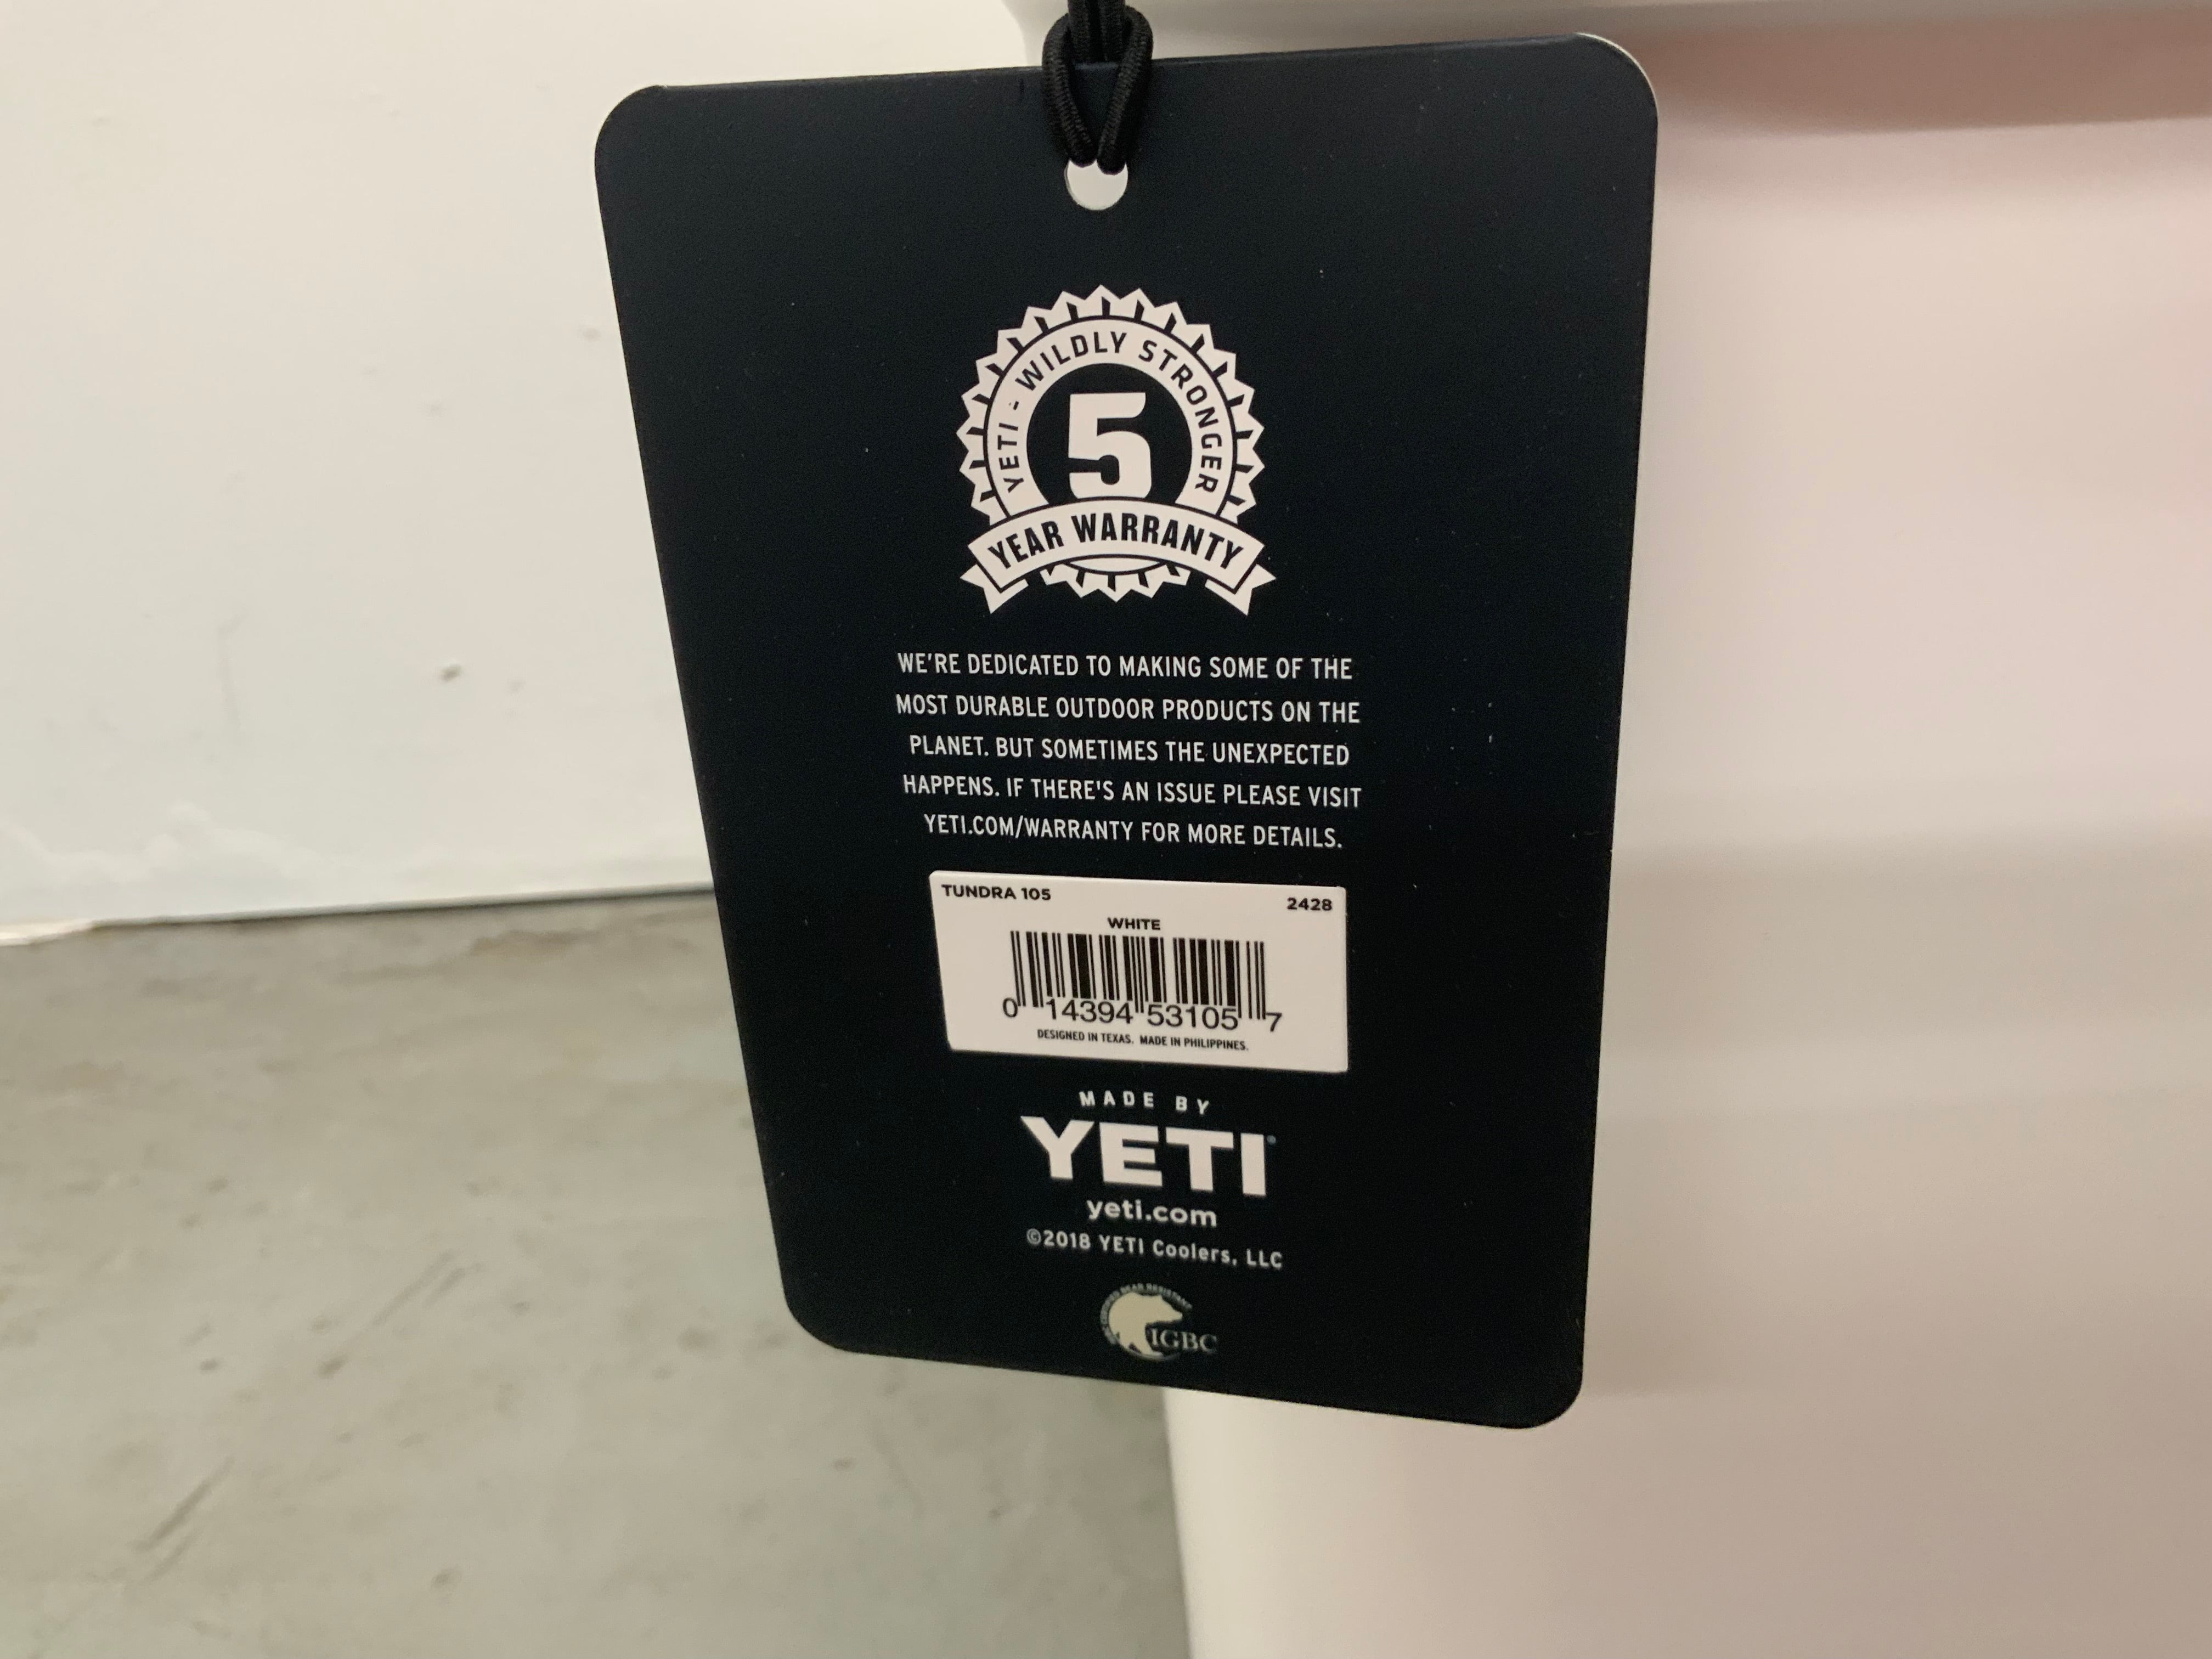 YETI - WILDLY STRONGER
5
YEAR WARRANTY
WE'RE DEDICATED TO MAKING SOME OF THE
MOST DURABLE OUTDOOR PRODUCTS ON THE
PLANET. BUT SOMETIMES THE UNEXPECTED
HAPPENS. IF THERE'S AN ISSUE PLEASE VISIT
YETI.COM/WARRANTY FOR MORE DETAILS.
TUNDRA 105 2428
WHITE
0 14394 53105 7
DESIGNED IN TEXAS. MADE IN PHILIPPINES.
MADE BY
YETI
yeti.com
©2018 YETI Coolers, LLC
CERTIFIED BEAR RESISTANT
IGBC